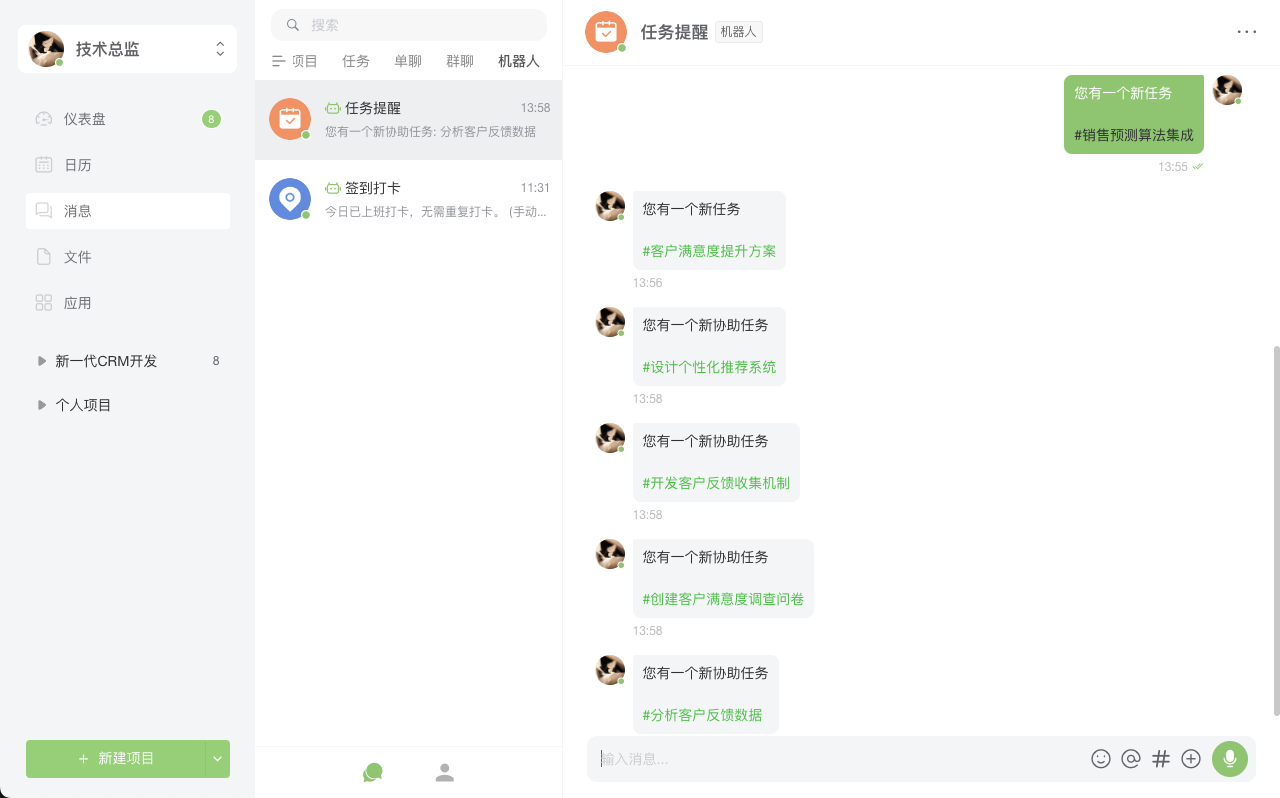 技术总监
仪表盘
8
日历
消息
文件
应用
新一代CRM开发
8
个人项目
新建项目
搜索
项目
任务
单聊
群聊
机器人
任务提醒
13:58
您有一个新协助任务: 分析客户反馈数据
签到打卡
11:31
今日已上班打卡，无需重复打卡。 (手动...
任务提醒
机器人
您有一个新任务
#销售预测算法集成
13:55
您有一个新任务
#客户满意度提升方案
13:56
您有一个新协助任务
#设计个性化推荐系统
13:58
您有一个新协助任务
#开发客户反馈收集机制
13:58
您有一个新协助任务
#创建客户满意度调查问卷
13:58
您有一个新协助任务
#分析客户反馈数据
输入消息...